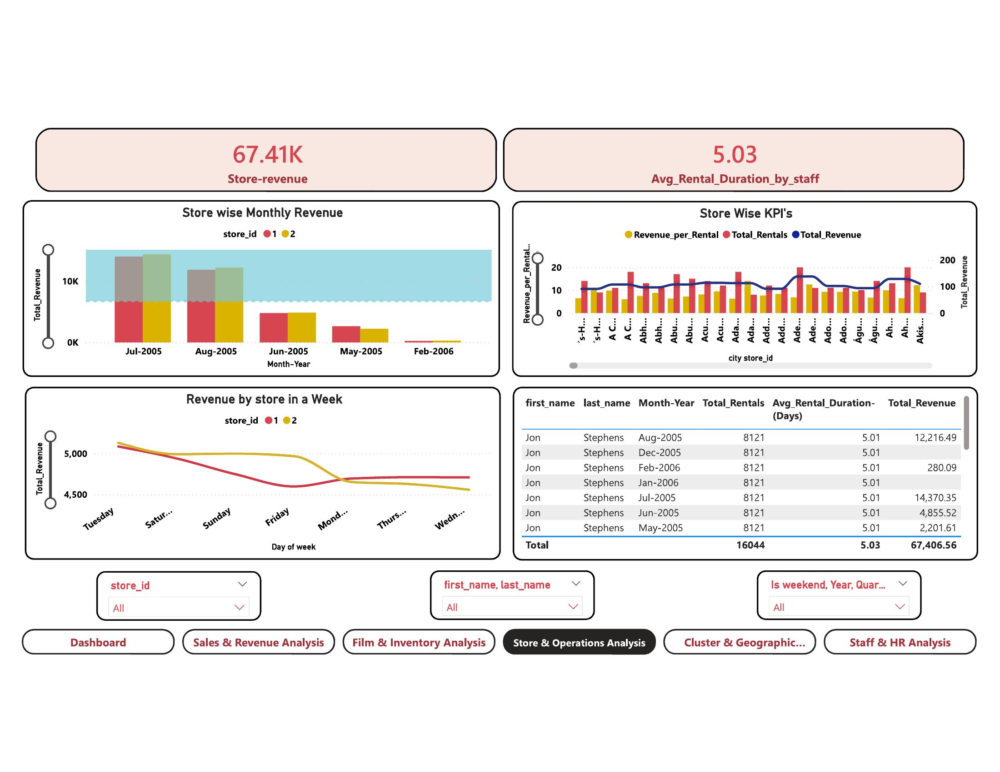 67.41K
Store-revenue
5.03
Avg_Rental_Duration_by_staff
Store wise Monthly Revenue
store_id 1 2
Total_Revenue
10K
0K
Jul-2005 Aug-2005 Jun-2005 May-2005 Feb-2006
Month-Year
Store Wise KPI's
Revenue_per_Rental Total_Rentals Total_Revenue
Revenue_per_Rental...
20
10
0
200
100
0
Total_Revenue
´s-H... ´s-H... A C... A C... Abh... Abh... Abu... Abu... Acu... Acu... Ada... Ada... Add... Add... Ade... Ade... Ado... Ado... Águ... Águ... Ah... Ah... Akis...
city store_id
Revenue by store in a Week
store_id 1 2
Total_Revenue
5,000
4,500
Tuesday Satur... Sunday Friday Mond... Thurs... Wedn...
Day of week
first_name last_name Month-Year Total_Rentals Avg_Rental_Duration- Total_Revenue
(Days)
Jon Stephens Aug-2005 8121 5.01 12,216.49
Jon Stephens Dec-2005 8121 5.01
Jon Stephens Feb-2006 8121 5.01 280.09
Jon Stephens Jan-2006 8121 5.01
Jon Stephens Jul-2005 8121 5.01 14,370.35
Jon Stephens Jun-2005 8121 5.01 4,855.52
Jon Stephens May-2005 8121 5.01 2,201.61
Total 16044 5.03 67,406.56
store_id
All
first_name, last_name
All
Is weekend, Year, Quar...
All
Dashboard
Sales & Revenue Analysis
Film & Inventory Analysis
Store & Operations Analysis
Cluster & Geographic...
Staff & HR Analysis